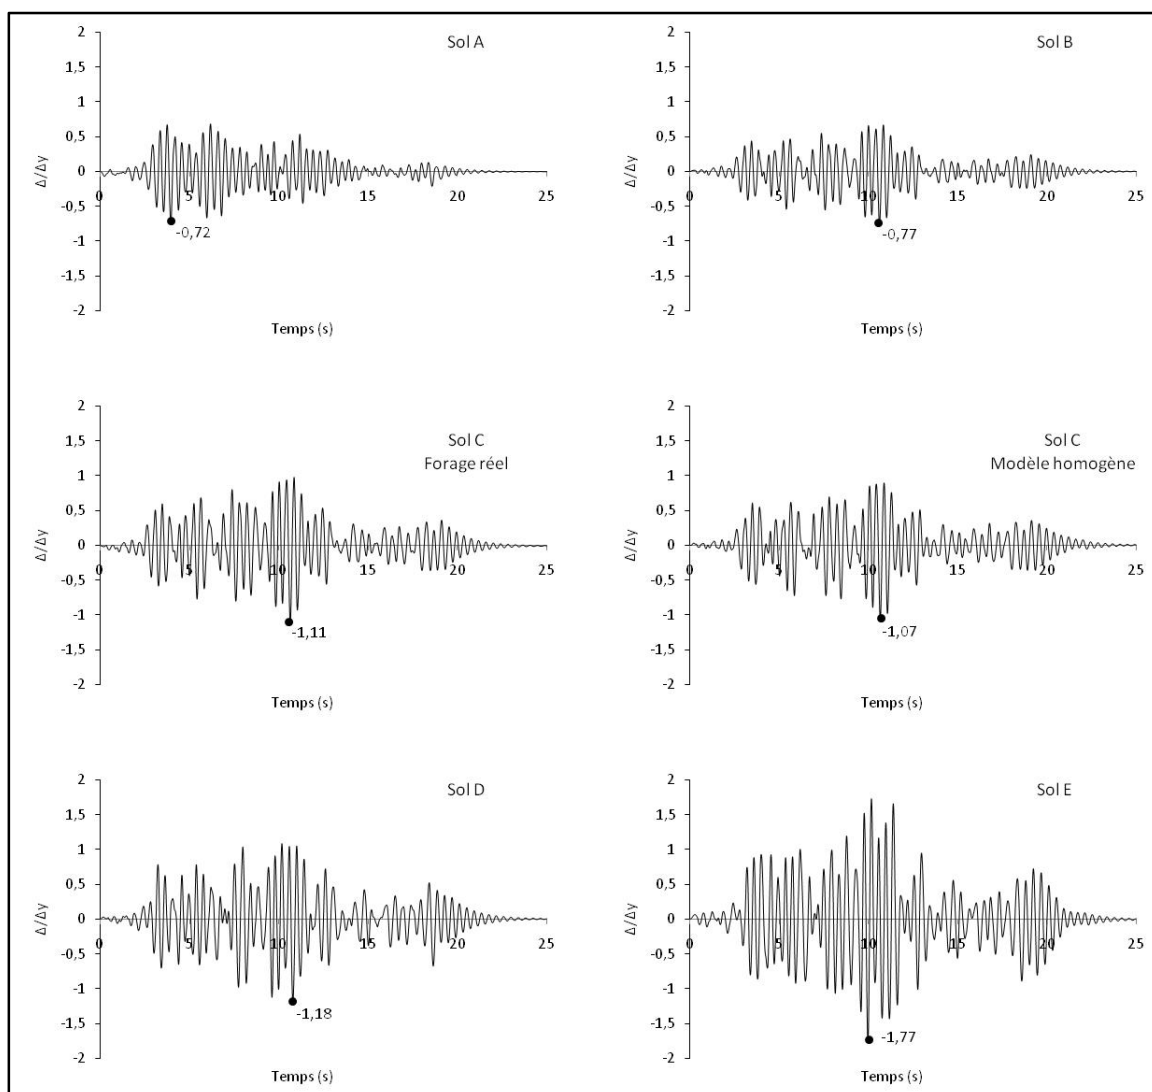 Sol A
2
1,5
1
0,5
0
-0,5
-1
-1,5
-2
Δ/Δy
0 5 10 15 20 25
-0,72
Temps (s)
Sol B
2
1,5
1
0,5
0
-0,5
-1
-1,5
-2
Δ/Δy
0 5 10 15 20 25
-0,77
Temps (s)
Sol C
Forage réel
2
1,5
1
0,5
0
-0,5
-1
-1,5
-2
Δ/Δy
0 5 10 15 20 25
-1,11
Temps (s)
Sol C
Modèle homogène
2
1,5
1
0,5
0
-0,5
-1
-1,5
-2
Δ/Δy
0 5 10 15 20 25
-1,07
Temps (s)
Sol D
2
1,5
1
0,5
0
-0,5
-1
-1,5
-2
Δ/Δy
0 5 10 15 20 25
-1,18
Temps (s)
Sol E
2
1,5
1
0,5
0
-0,5
-1
-1,5
-2
Δ/Δy
0 5 10 15 20 25
-1,77
Temps (s)